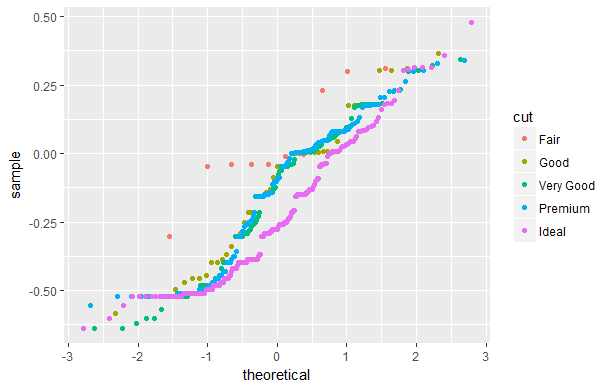 0.50
0.25
0.00
-0.25
-0.50
sample
-3 -2 -1 0 1 2 3
theoretical
cut
Fair
Good
Very Good
Premium
Ideal